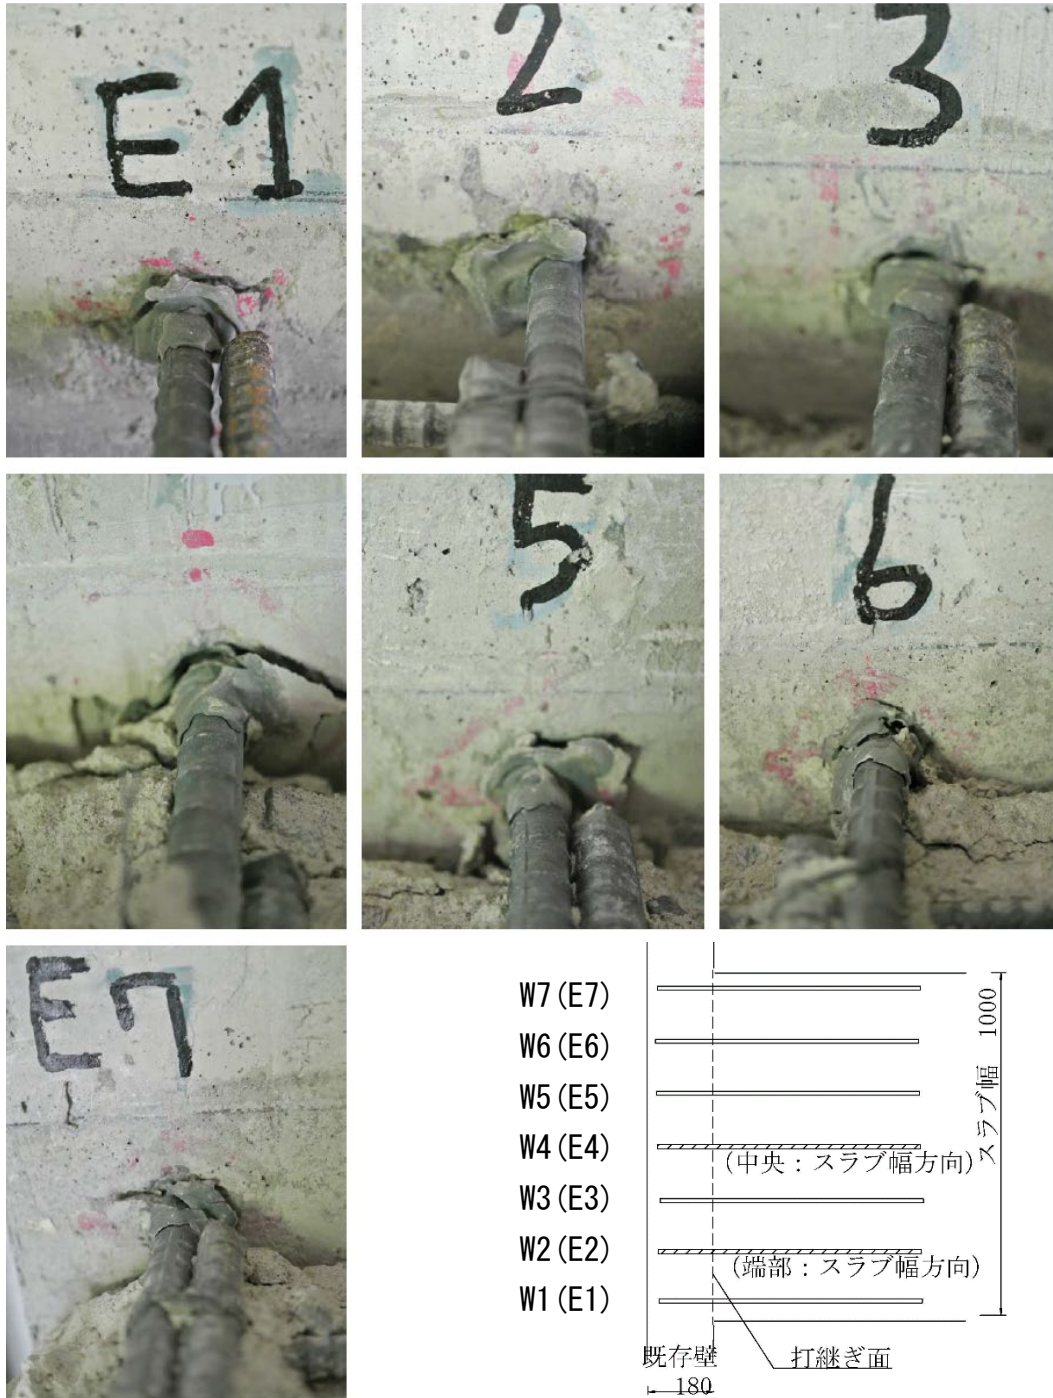 E1
2
3
5
6
E7
W7(E7)
W6(E6)
W5(E5)
W4(E4)
(中央：スラブ幅方向)
W3(E3)
W2(E2)
(端部：スラブ幅方向)
W1(E1)
スラブ幅 1000
既存壁
打継ぎ面
180